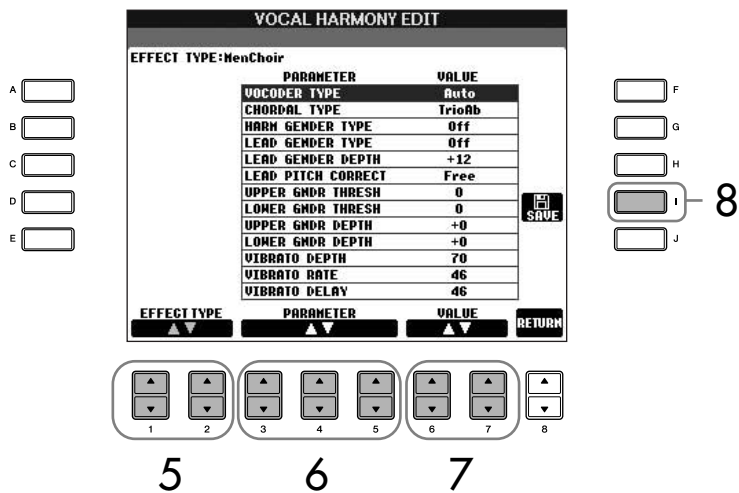 VOCAL HARMONY EDIT
EFFECT TYPE:MenChoir
PARAMETER VALUE
VOCODER TYPE Auto
CHORDAL TYPE TrioAb
HARM GENDER TYPE Off
LEAD GENDER TYPE Off
LEAD GENDER DEPTH +12
LEAD PITCH CORRECT Free
UPPER GNDR THRESH 0
LOWER GNDR THRESH 0
UPPER GNDR DEPTH +0
LOWER GNDR DEPTH +0
VIBRATO DEPTH 70
VIBRATO RATE 46
VIBRATO DELAY 46
SAVE
EFFECT TYPE PARAMETER VALUE RETURN
A
B
C
D
E
F
G
H
I 8
J
1 2 3 4 5 6 7 8
5 6 7